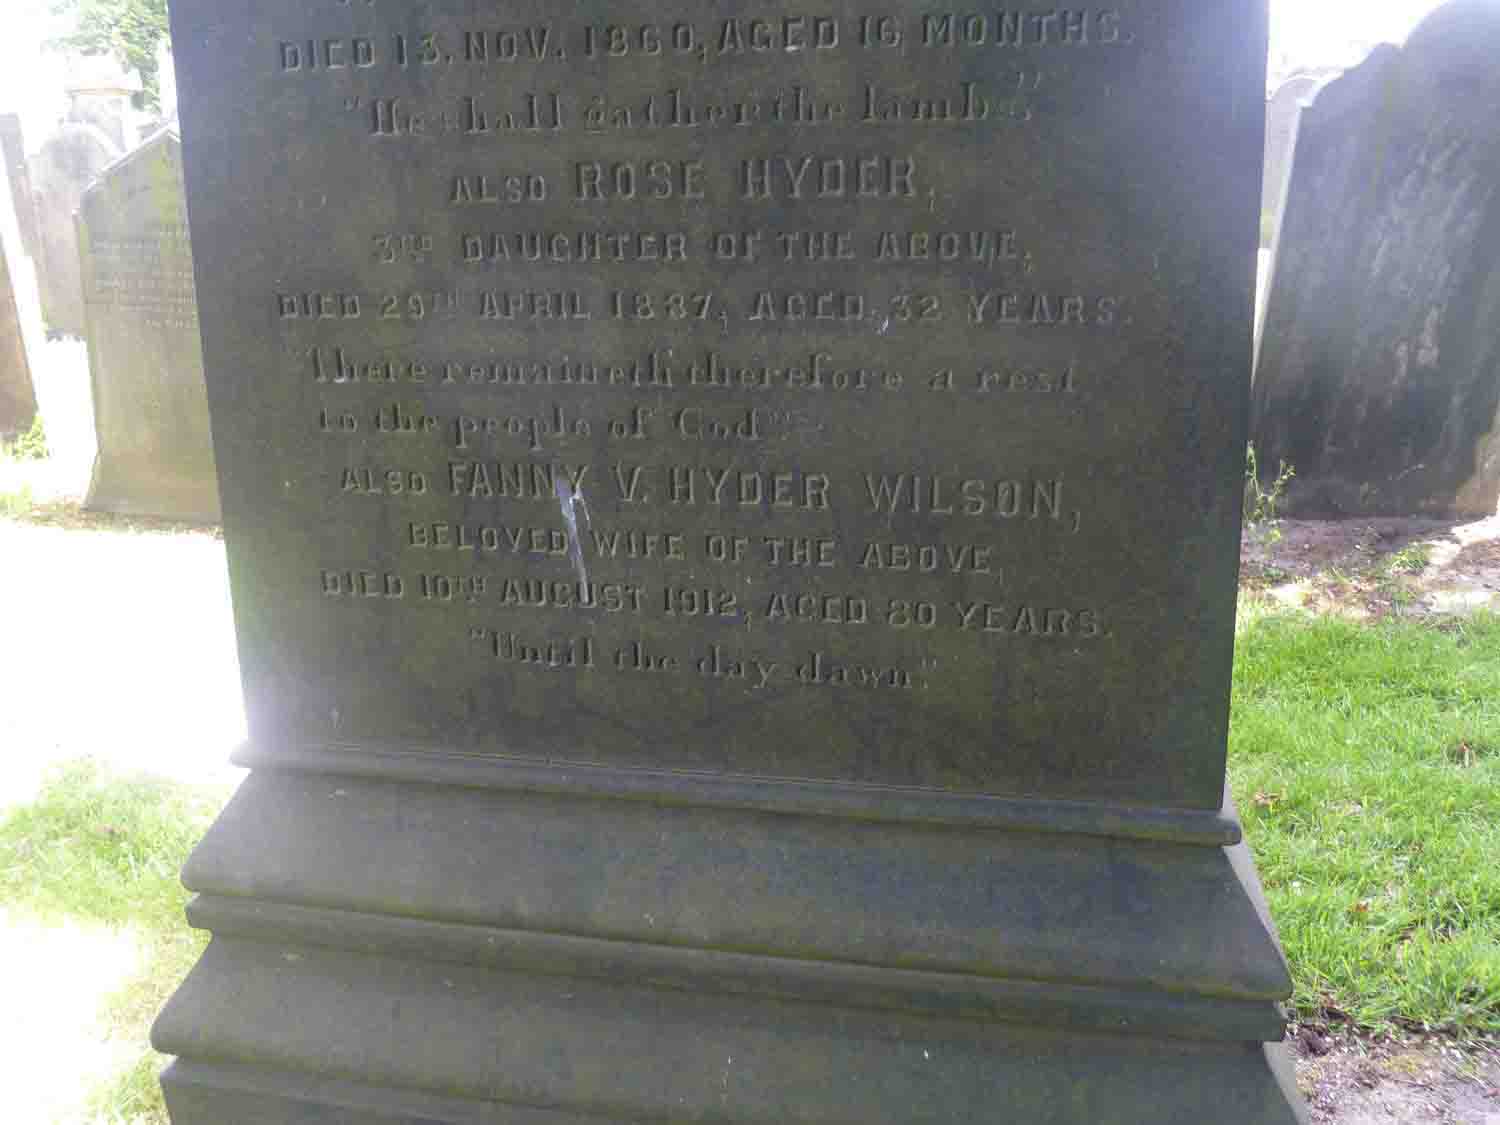 DIED 13. NOV. 1860, AGED 16 MONTHS.
"He shall gather the lambs."
ALSO ROSE HYDER,
3RD DAUGHTER OF THE ABOVE,
DIED 29TH APRIL 1887, AGED 32 YEARS.
"There remaineth therefore a rest
to the people of God"
ALSO FANNY V. HYDER WILSON,
BELOVED WIFE OF THE ABOVE,
DIED 10TH AUGUST 1912, AGED 80 YEARS.
"Until the day dawn".